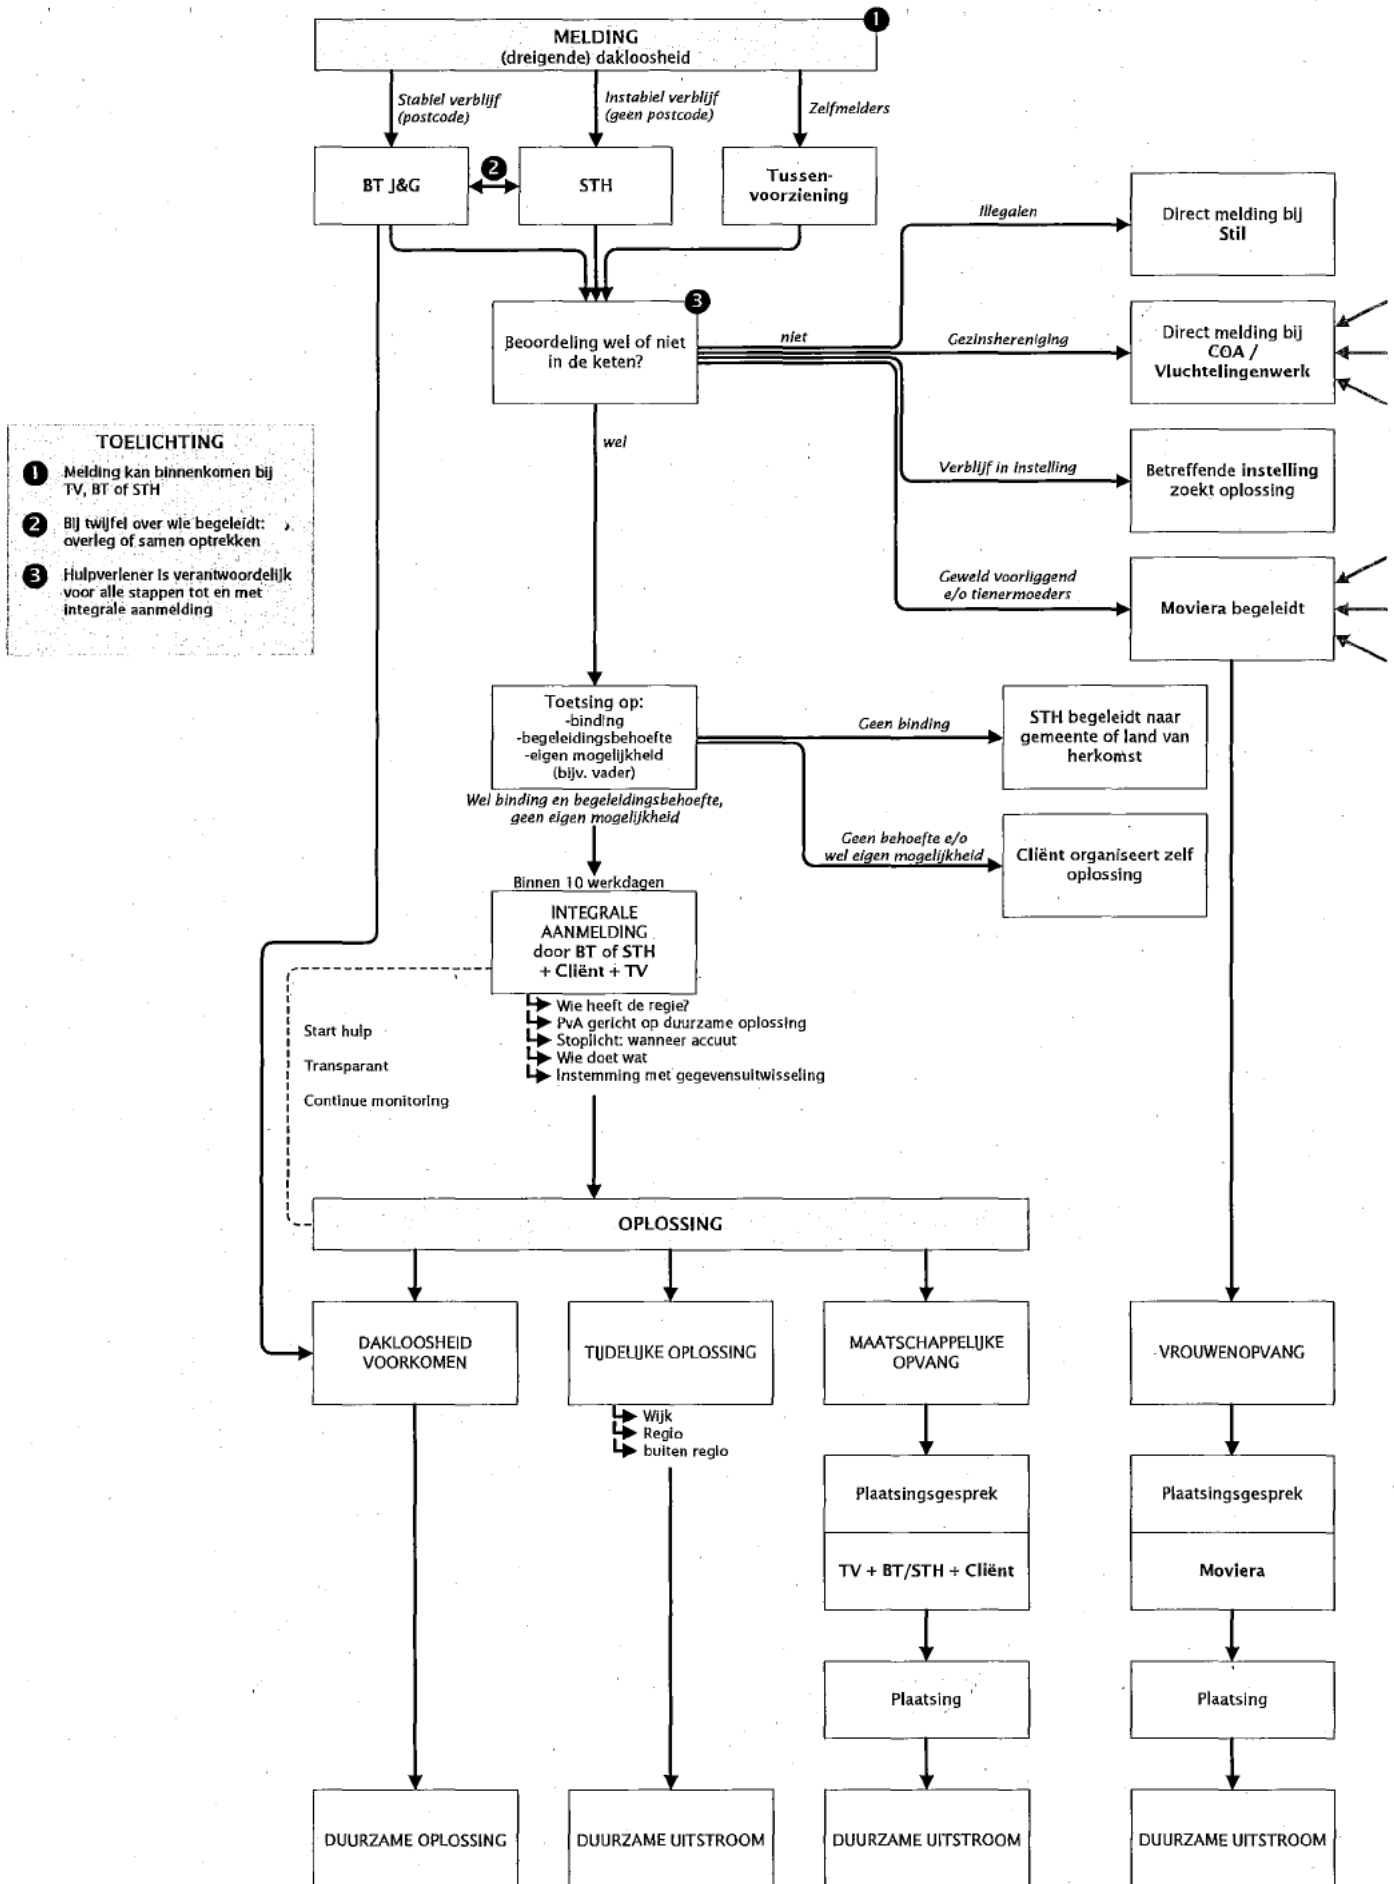 1
MELDING
(dreigende) dakloosheid
Stabiel verblijf
(postcode)
Instabiel verblijf
(geen postcode)
Zelfmelders
BT J&G
2
STH
Tussen-
voorziening
Illegalen
Direct melding bij
Stil
3
Beoordeling wel of niet
in de keten?
niet
Gezinshereniging
Direct melding bij
COA /
Vluchtelingenwerk
wel
Verblijf in instelling
Betreffende instelling
zoekt oplossing
Geweld voorliggend
e/o tienermoeders
Moviera begeleidt
TOELICHTING
1 Melding kan binnenkomen bij
TV, BT of STH
2 Bij twijfel over wie begeleidt:
overleg of samen optrekken
3 Hulpverlener is verantwoordelijk
voor alle stappen tot en met
integrale aanmelding
Toetsing op:
-binding
-begeleidingsbehoefte
-eigen mogelijkheid
(bijv. vader)
Geen binding
STH begeleidt naar
gemeente of land van
herkomst
Wel binding en begeleidingsbehoefte,
geen eigen mogelijkheid
Geen behoefte e/o
wel eigen mogelijkheid
Cliënt organiseert zelf
oplossing
Binnen 10 werkdagen
INTEGRALE
AANMELDING
door BT of STH
+ Cliënt + TV
Wie heeft de regie?
PvA gericht op duurzame oplossing
Stoplicht: wanneer accuut
Wie doet wat
Instemming met gegevensuitwisseling
Start hulp
Transparant
Continue monitoring
OPLOSSING
DAKLOOSHEID
VOORKOMEN
TIJDELIJKE OPLOSSING
MAATSCHAPPELIJKE
OPVANG
VROUWENOPVANG
Wijk
Regio
buiten regio
Plaatsingsgesprek
TV + BT/STH + Cliënt
Plaatsingsgesprek
Moviera
Plaatsing
Plaatsing
DUURZAME OPLOSSING
DUURZAME UITSTROOM
DUURZAME UITSTROOM
DUURZAME UITSTROOM